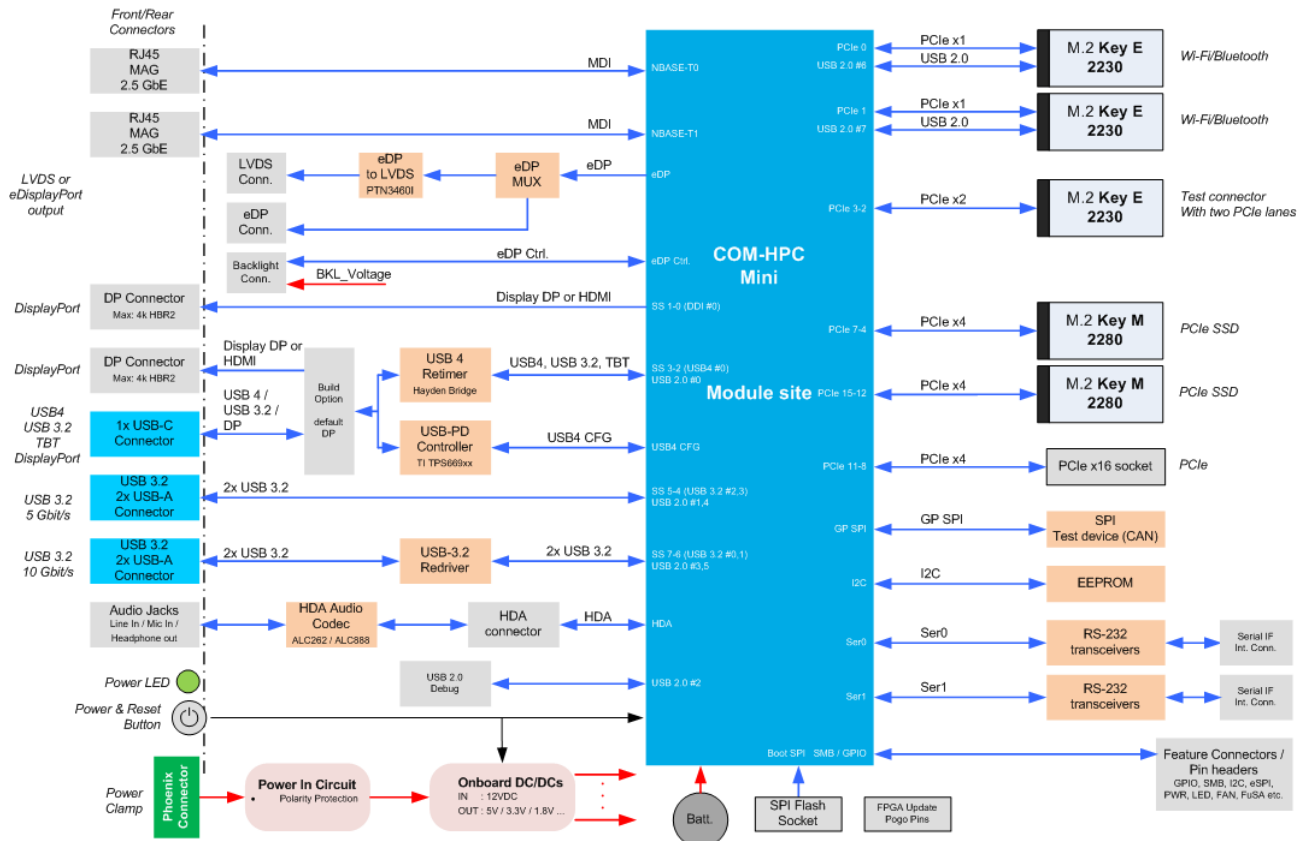 Front/Rear
Connectors
RJ45
MAG
2.5 GbE
MDI
NBASE-T0
RJ45
MAG
2.5 GbE
MDI
NBASE-T1
LVDS or
eDisplayPort
output
LVDS
Conn.
eDP
to LVDS
PTN3460I
eDP
MUX
eDP
eDP
eDP
Conn.
Backlight
Conn.
eDP Ctrl.
eDP Ctrl.
BKL_Voltage
DisplayPort
DP Connector
Max: 4k HBR2
Display DP or HDMI
SS 1-0 (DDI #0)
DisplayPort
DP Connector
Max: 4k HBR2
Display DP or
HDMI
Build
Option
default
DP
USB 4
Retimer
Hayden Bridge
USB4, USB 3.2, TBT
SS 3-2 (USB4 #0)
USB 2.0 #0
USB4
USB 3.2
TBT
DisplayPort
1x USB-C
Connector
USB 4 /
USB 3.2 /
DP
USB-PD
Controller
TI TPS669xx
USB4 CFG
USB4 CFG
USB 3.2
5 Gbit/s
USB 3.2
2x USB-A
Connector
2x USB 3.2
SS 5-4 (USB 3.2 #2,3)
USB 2.0 #1,4
USB 3.2
10 Gbit/s
USB 3.2
2x USB-A
Connector
2x USB 3.2
USB-3.2
Redriver
2x USB 3.2
SS 7-6 (USB 3.2 #0,1)
USB 2.0 #3,5
Audio Jacks
Line In / Mic In /
Headphone out
HDA Audio
Codec
ALC262 / ALC888
HDA
connector
HDA
HDA
Power LED
USB 2.0
Debug
USB 2.0 #2
Power & Reset
Button
Power
Clamp
Phoenix
Connector
Power In Circuit
• Polarity Protection
Onboard DC/DCs
IN : 12VDC
OUT : 5V / 3.3V / 1.8V ...
COM-HPC
Mini
Module site
Batt.
Boot SPI SMB / GPIO
SPI Flash
Socket
FPGA Update
Pogo Pins
PCIe 0
USB 2.0 #6
PCIe x1
USB 2.0
M.2 Key E
2230
Wi-Fi/Bluetooth
PCIe 1
USB 2.0 #7
PCIe x1
USB 2.0
M.2 Key E
2230
Wi-Fi/Bluetooth
PCIe 3-2
PCIe x2
M.2 Key E
2230
Test connector
With two PCIe lanes
PCIe 7-4
PCIe x4
M.2 Key M
2280
PCIe SSD
PCIe 15-12
PCIe x4
M.2 Key M
2280
PCIe SSD
PCIe 11-8
PCIe x4
PCIe x16 socket
PCIe
GP SPI
GP SPI
SPI
Test device (CAN)
I2C
I2C
EEPROM
Ser0
Ser0
RS-232
transceivers
Serial IF
Int. Conn.
Ser1
Ser1
RS-232
transceivers
Serial IF
Int. Conn.
Feature Connectors /
Pin headers
GPIO, SMB, I2C, eSPI,
PWR, LED, FAN, FuSA etc.